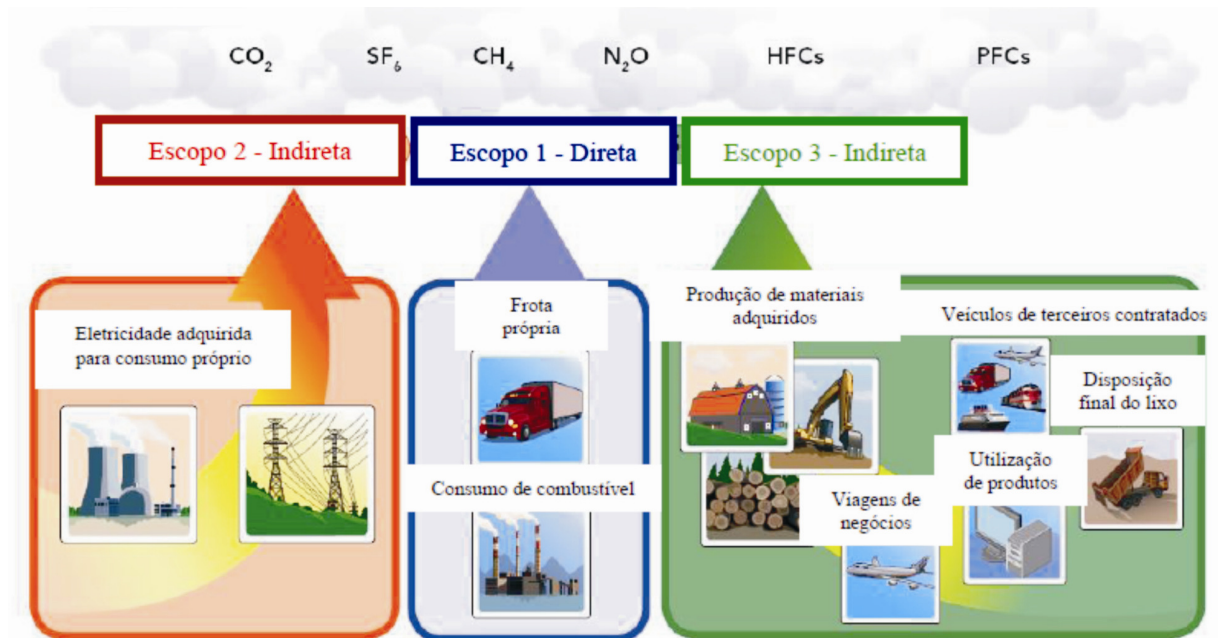 CO₂ SF₆ CH₄ N₂O HFCs PFCs
Escopo 2 - Indireta
Escopo 1 - Direta
Escopo 3 - Indireta
Eletricidade adquirida
para consumo próprio
Frota
própria
Consumo de combustível
Produção de materiais
adquiridos
Veículos de terceiros contratados
Disposição
final do lixo
Utilização
de produtos
Viagens de
negócios